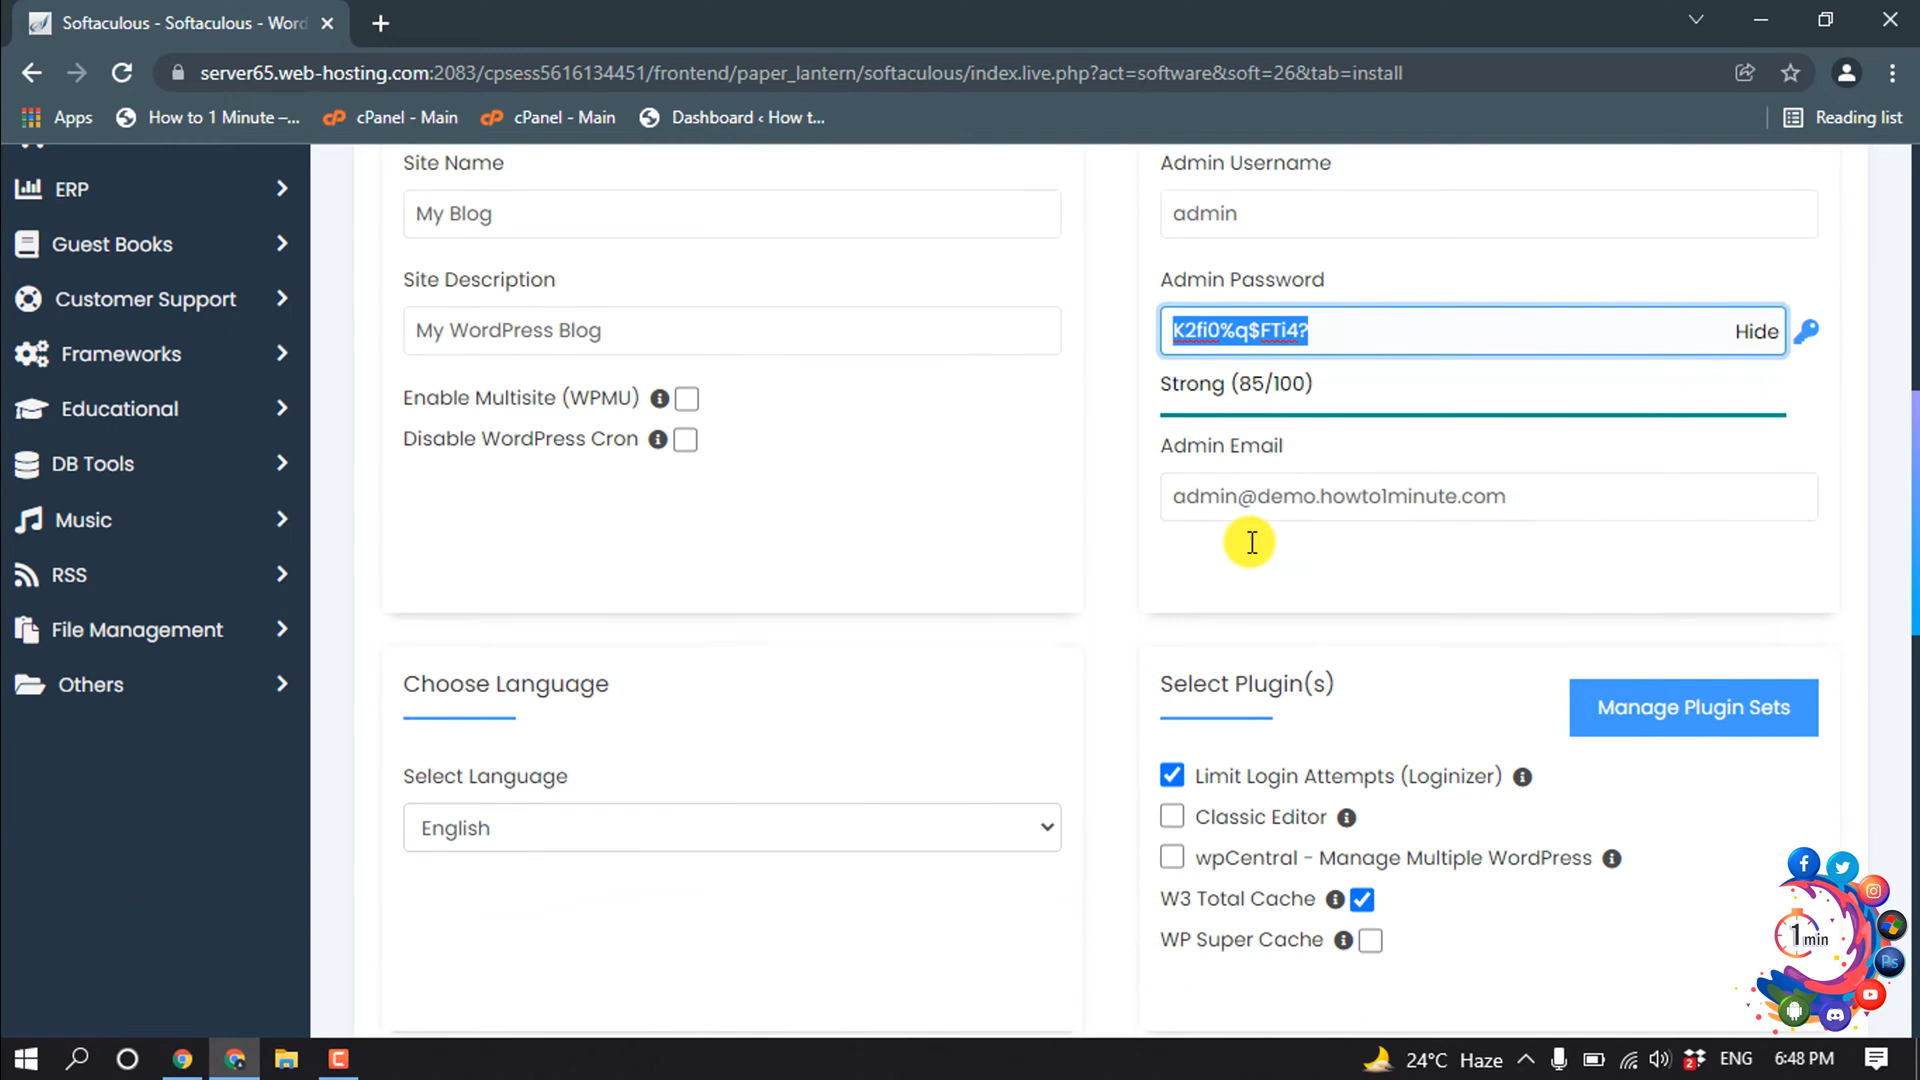 Softaculous - Softaculous - Word
server65.web-hosting.com:2083/cpsess5616134451/frontend/paper_lantern/softaculous/index.live.php?act=software&soft=26&tab=install
Apps
How to 1 Minute –...
cPanel - Main
cPanel - Main
Dashboard ‹ How t...
Reading list
ERP
Guest Books
Customer Support
Frameworks
Educational
DB Tools
Music
RSS
File Management
Others
Site Name
My Blog
Site Description
My WordPress Blog
Enable Multisite (WPMU)
Disable WordPress Cron
Admin Username
admin
Admin Password
K2fi0%q$FTi4?
Hide
Strong (85/100)
Admin Email
admin@demo.howto1minute.com
Choose Language
Select Language
English
Select Plugin(s)
Manage Plugin Sets
Limit Login Attempts (Loginizer)
Classic Editor
wpCentral - Manage Multiple WordPress
W3 Total Cache
WP Super Cache
1 min
Ps
24°C Haze
2
ENG
6:48 PM